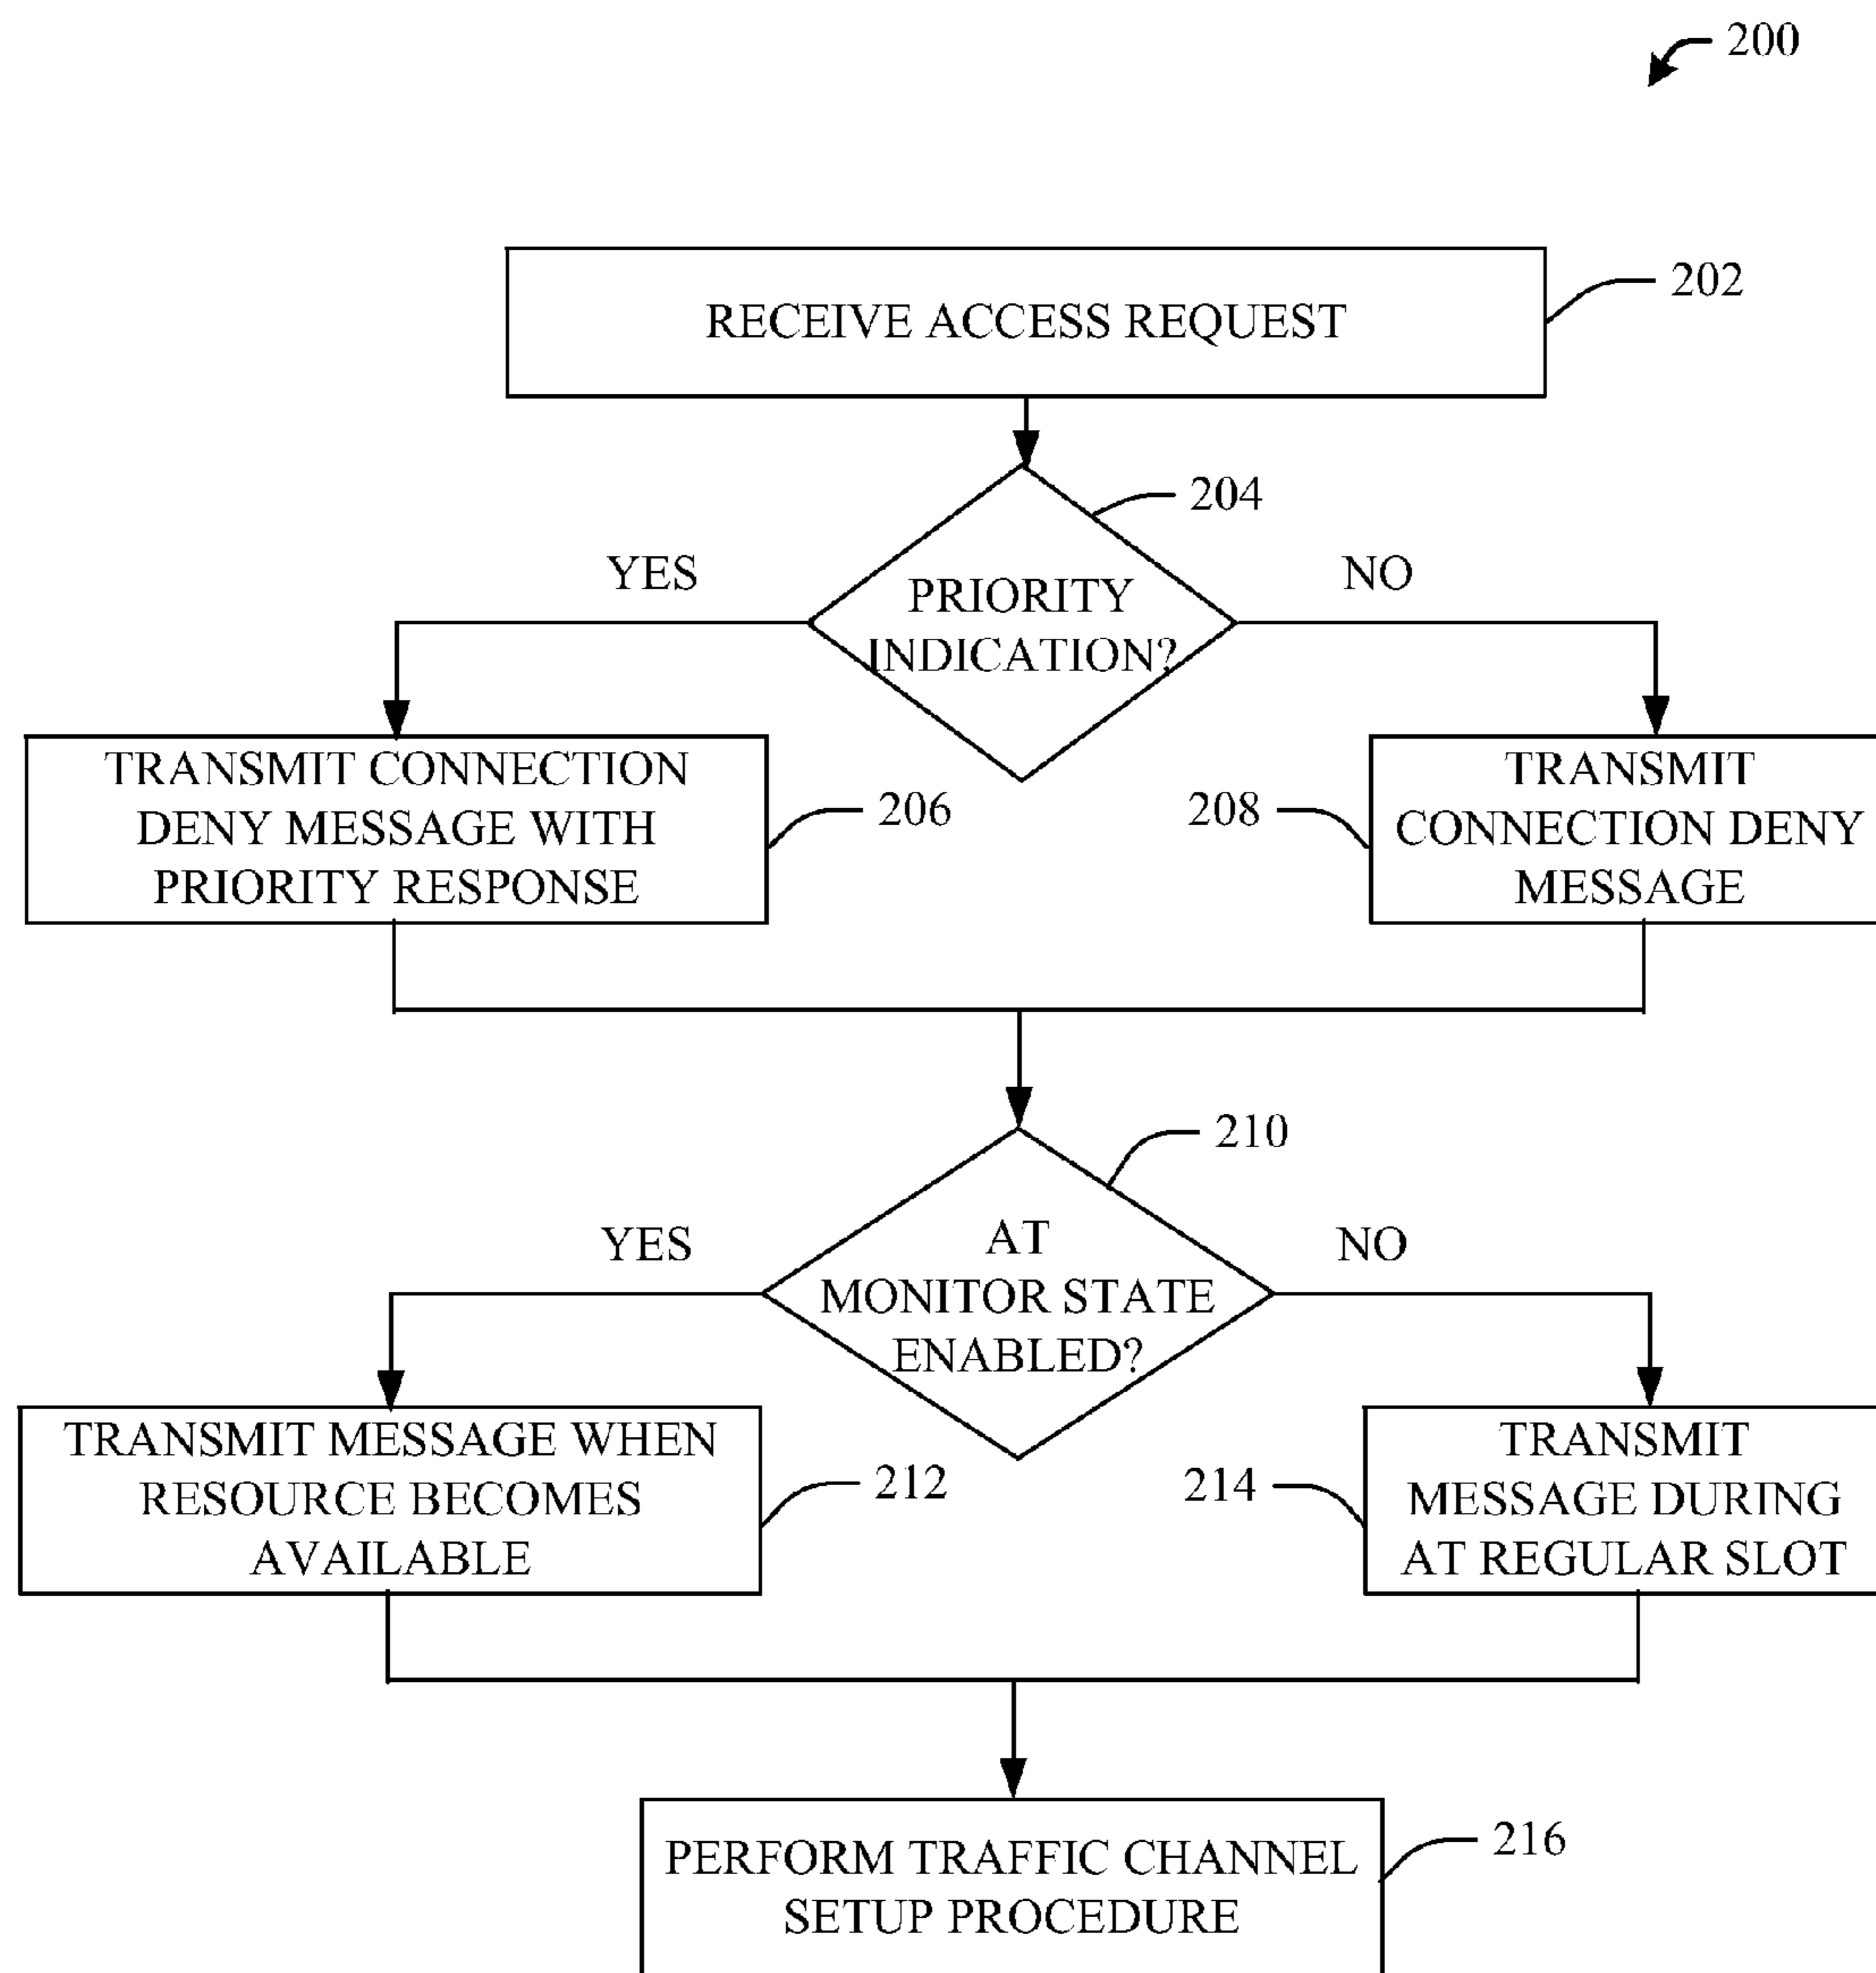 200
RECEIVE ACCESS REQUEST
202
204
YES
NO
PRIORITY
INDICATION?
TRANSMIT CONNECTION
DENY MESSAGE WITH
PRIORITY RESPONSE
206
208
TRANSMIT
CONNECTION DENY
MESSAGE
210
YES
NO
AT
MONITOR STATE
ENABLED?
TRANSMIT MESSAGE WHEN
RESOURCE BECOMES
AVAILABLE
212
214
TRANSMIT
MESSAGE DURING
AT REGULAR SLOT
PERFORM TRAFFIC CHANNEL
SETUP PROCEDURE
216